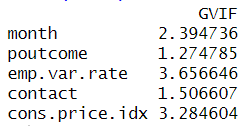 GVIF
month 2.394736
poutcome 1.274785
emp.var.rate 3.656646
contact 1.506607
cons.price.idx 3.284604